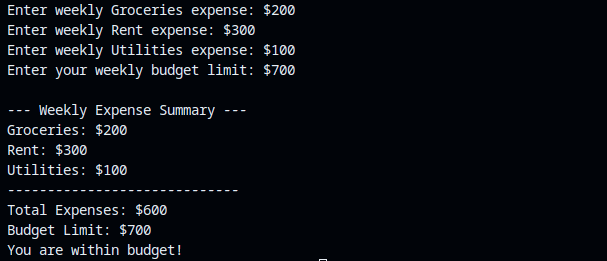 Enter weekly Groceries expense: $200
Enter weekly Rent expense: $300
Enter weekly Utilities expense: $100
Enter your weekly budget limit: $700
--- Weekly Expense Summary ---
Groceries: $200
Rent: $300
Utilities: $100
-----------------------------
Total Expenses: $600
Budget Limit: $700
You are within budget!